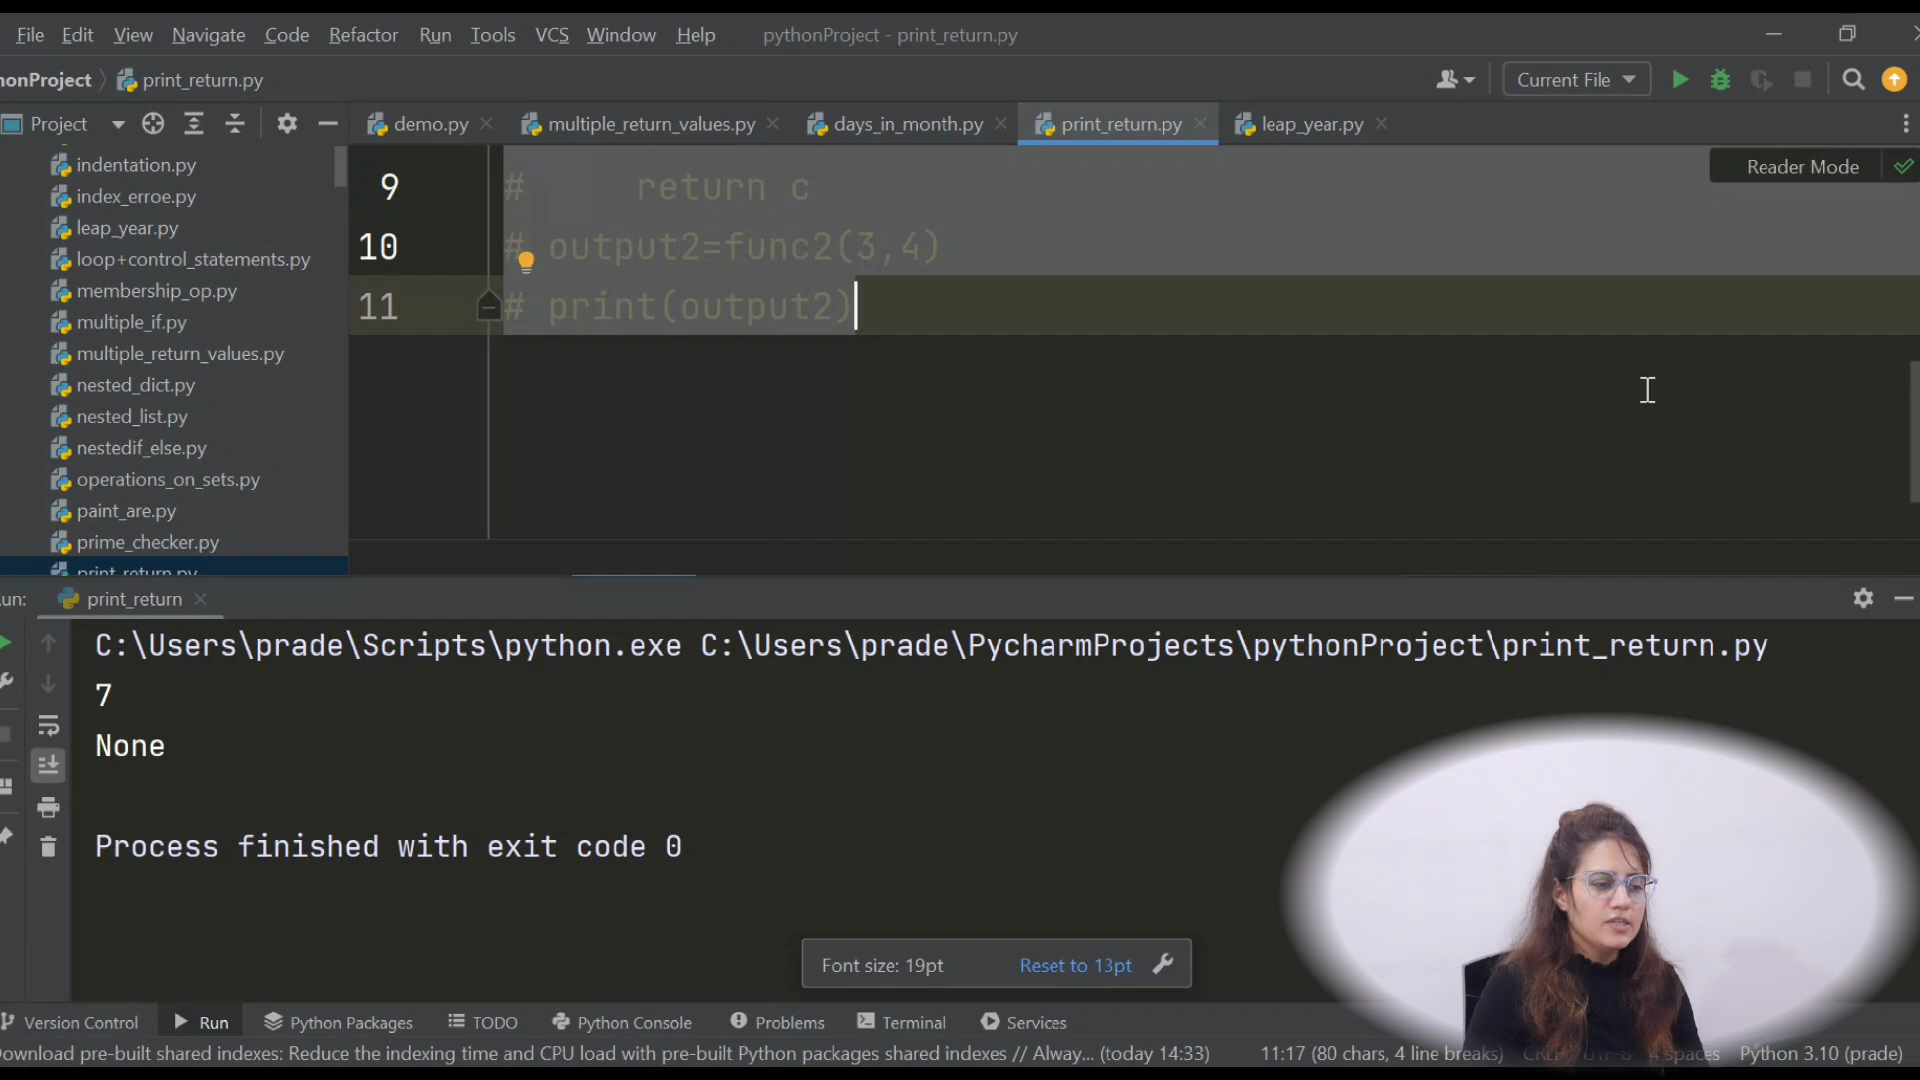 File Edit View Navigate Code Refactor Run Tools VCS Window Help pythonProject - print_return.py
honProject print_return.py
Current File
Project
demo.py
multiple_return_values.py
days_in_month.py
print_return.py
leap_year.py
indentation.py
index_erroe.py
leap_year.py
loop+control_statements.py
membership_op.py
multiple_if.py
multiple_return_values.py
nested_dict.py
nested_list.py
nestedif_else.py
operations_on_sets.py
paint_are.py
prime_checker.py
print_return.py
Reader Mode
9 # return c
10 # output2=func2(3,4)
11 # print(output2)
un: print_return
C:\Users\prade\Scripts\python.exe C:\Users\prade\PycharmProjects\pythonProject\print_return.py
7
None
Process finished with exit code 0
Font size: 19pt Reset to 13pt
Version Control Run Python Packages TODO Python Console Problems Terminal Services
Download pre-built shared indexes: Reduce the indexing time and CPU load with pre-built Python packages shared indexes // Alway... (today 14:33) 11:17 (80 chars, 4 line breaks) CRLF UTF-8 4 spaces Python 3.10 (prade)